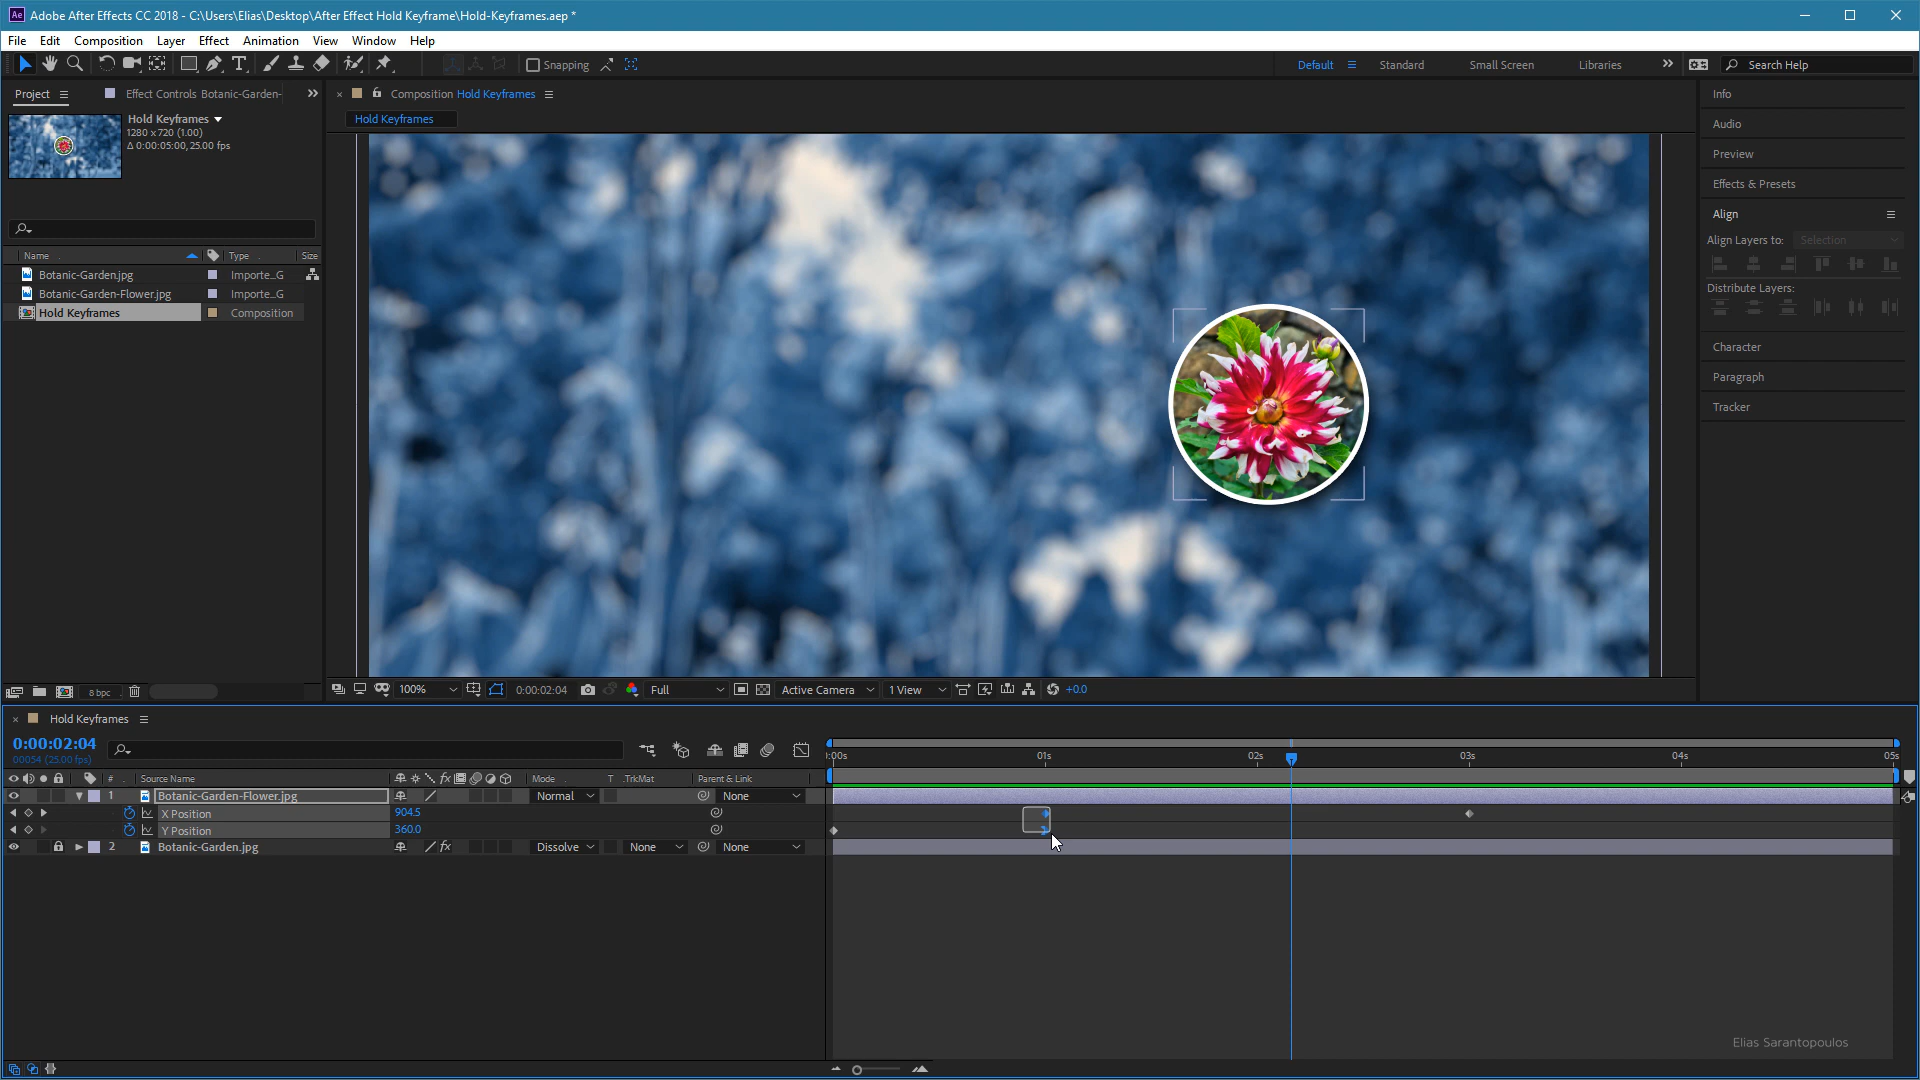 Ae Adobe After Effects CC 2018 - C:\Users\Elias\Desktop\After Effect Hold Keyframe\Hold-Keyframes.aep *
File Edit Composition Layer Effect Animation View Window Help
Snapping Default Standard Small Screen Libraries Search Help
Project Effect Controls Botanic-Garden- Composition Hold Keyframes
Hold Keyframes
1280 x 720 (1.00)
Δ 0:00:05:00, 25.00 fps
Hold Keyframes
Name Type Size
Botanic-Garden.jpg Importe...G
Botanic-Garden-Flower.jpg Importe...G
Hold Keyframes Composition
Info
Audio
Preview
Effects & Presets
Align
Align Layers to: Selection
Distribute Layers:
Character
Paragraph
Tracker
8 bpc 100% 0:00:02:04 Full Active Camera 1 View +0.0
Hold Keyframes
0:00:02:04
00054 (25.00 fps)
):00s 01s 02s 03s 04s 05s
# Source Name fx Mode T .TrkMat Parent & Link
1 Botanic-Garden-Flower.jpg Normal None
X Position 904.5
Y Position 360.0
2 Botanic-Garden.jpg fx Dissolve None None
Elias Sarantopoulos